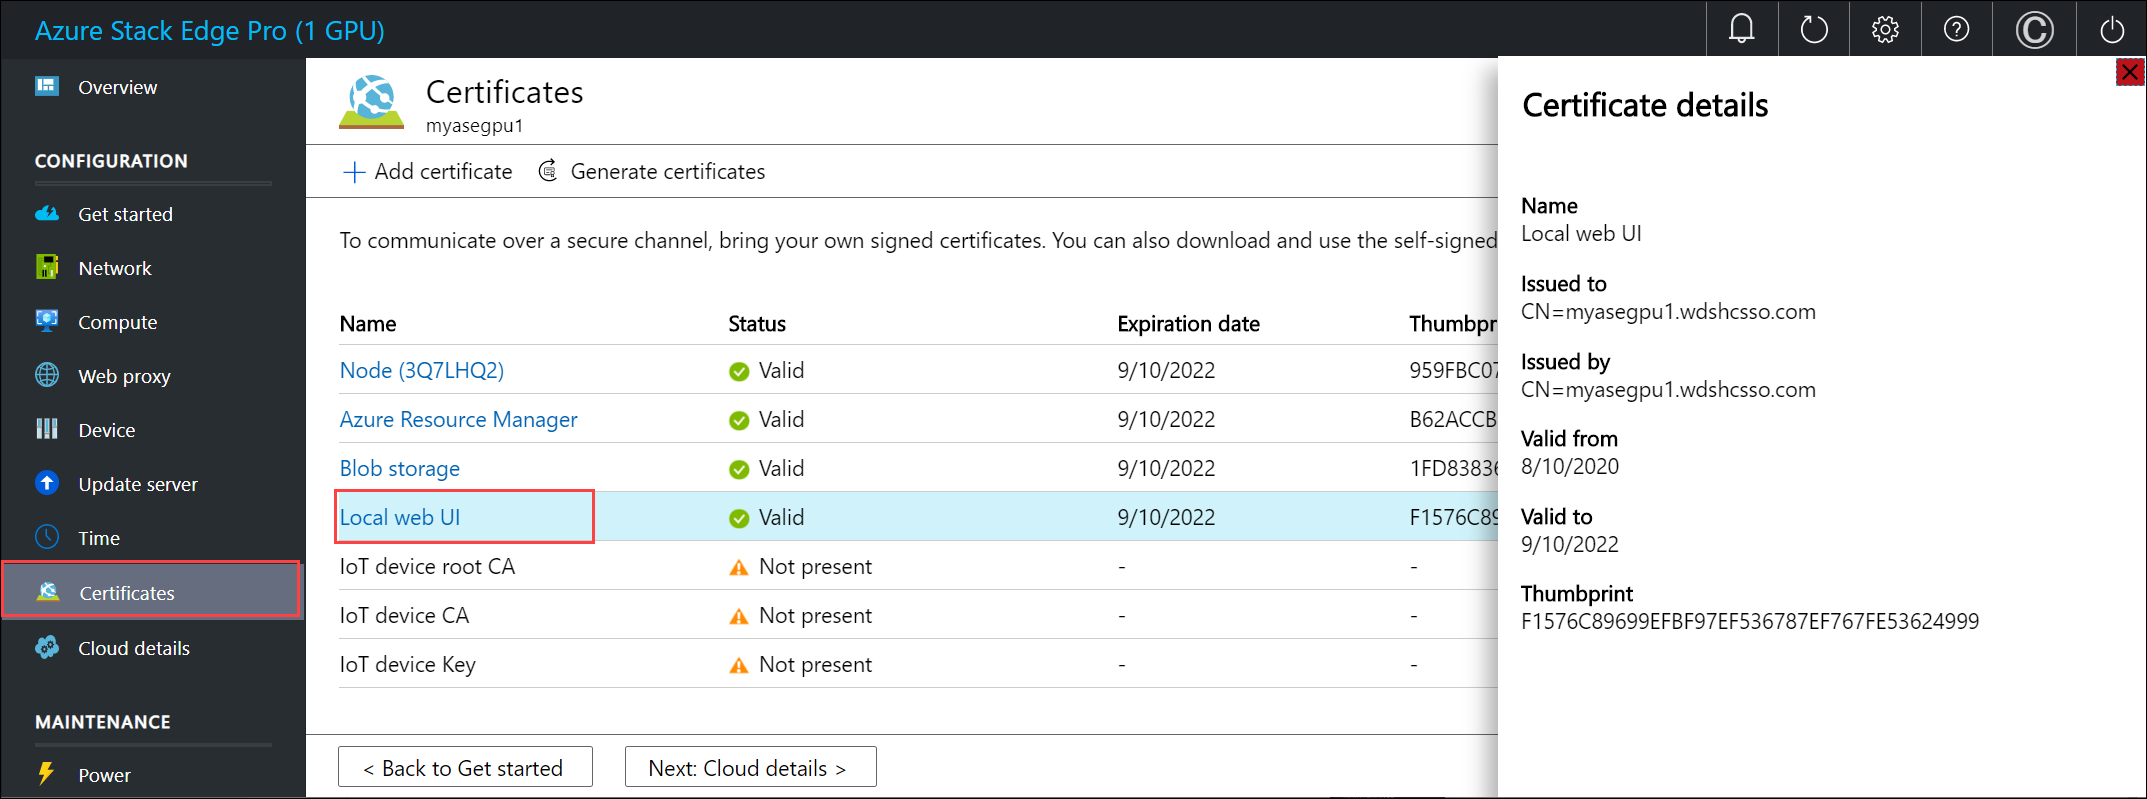 Azure Stack Edge Pro (1 GPU)
Overview
CONFIGURATION
Get started
Network
Compute
Web proxy
Device
Update server
Time
Certificates
Cloud details
MAINTENANCE
Power
Certificates
myasegpu1
Add certificate Generate certificates
To communicate over a secure channel, bring your own signed certificates. You can also download and use the self-signed
Name Status Expiration date Thumbpr
Node (3Q7LHQ2) Valid 9/10/2022 959FBC07
Azure Resource Manager Valid 9/10/2022 B62ACCB
Blob storage Valid 9/10/2022 1FD83836
Local web UI Valid 9/10/2022 F1576C89
IoT device root CA Not present - -
IoT device CA Not present - -
IoT device Key Not present - -
< Back to Get started Next: Cloud details >
Certificate details
Name
Local web UI
Issued to
CN=myasegpu1.wdshcsso.com
Issued by
CN=myasegpu1.wdshcsso.com
Valid from
8/10/2020
Valid to
9/10/2022
Thumbprint
F1576C89699EFBF97EF536787EF767FE53624999